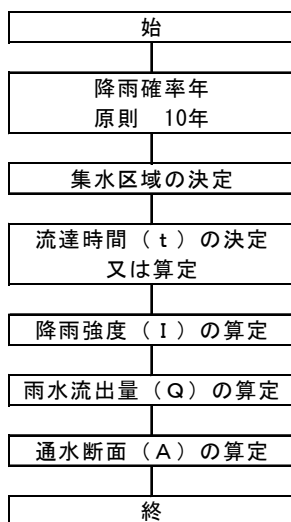 始
降雨確率年
原則　10年
集水区域の決定
流達時間（ｔ）の決定
又は算定
降雨強度（Ｉ）の算定
雨水流出量（Ｑ）の算定
通水断面（Ａ）の算定
終